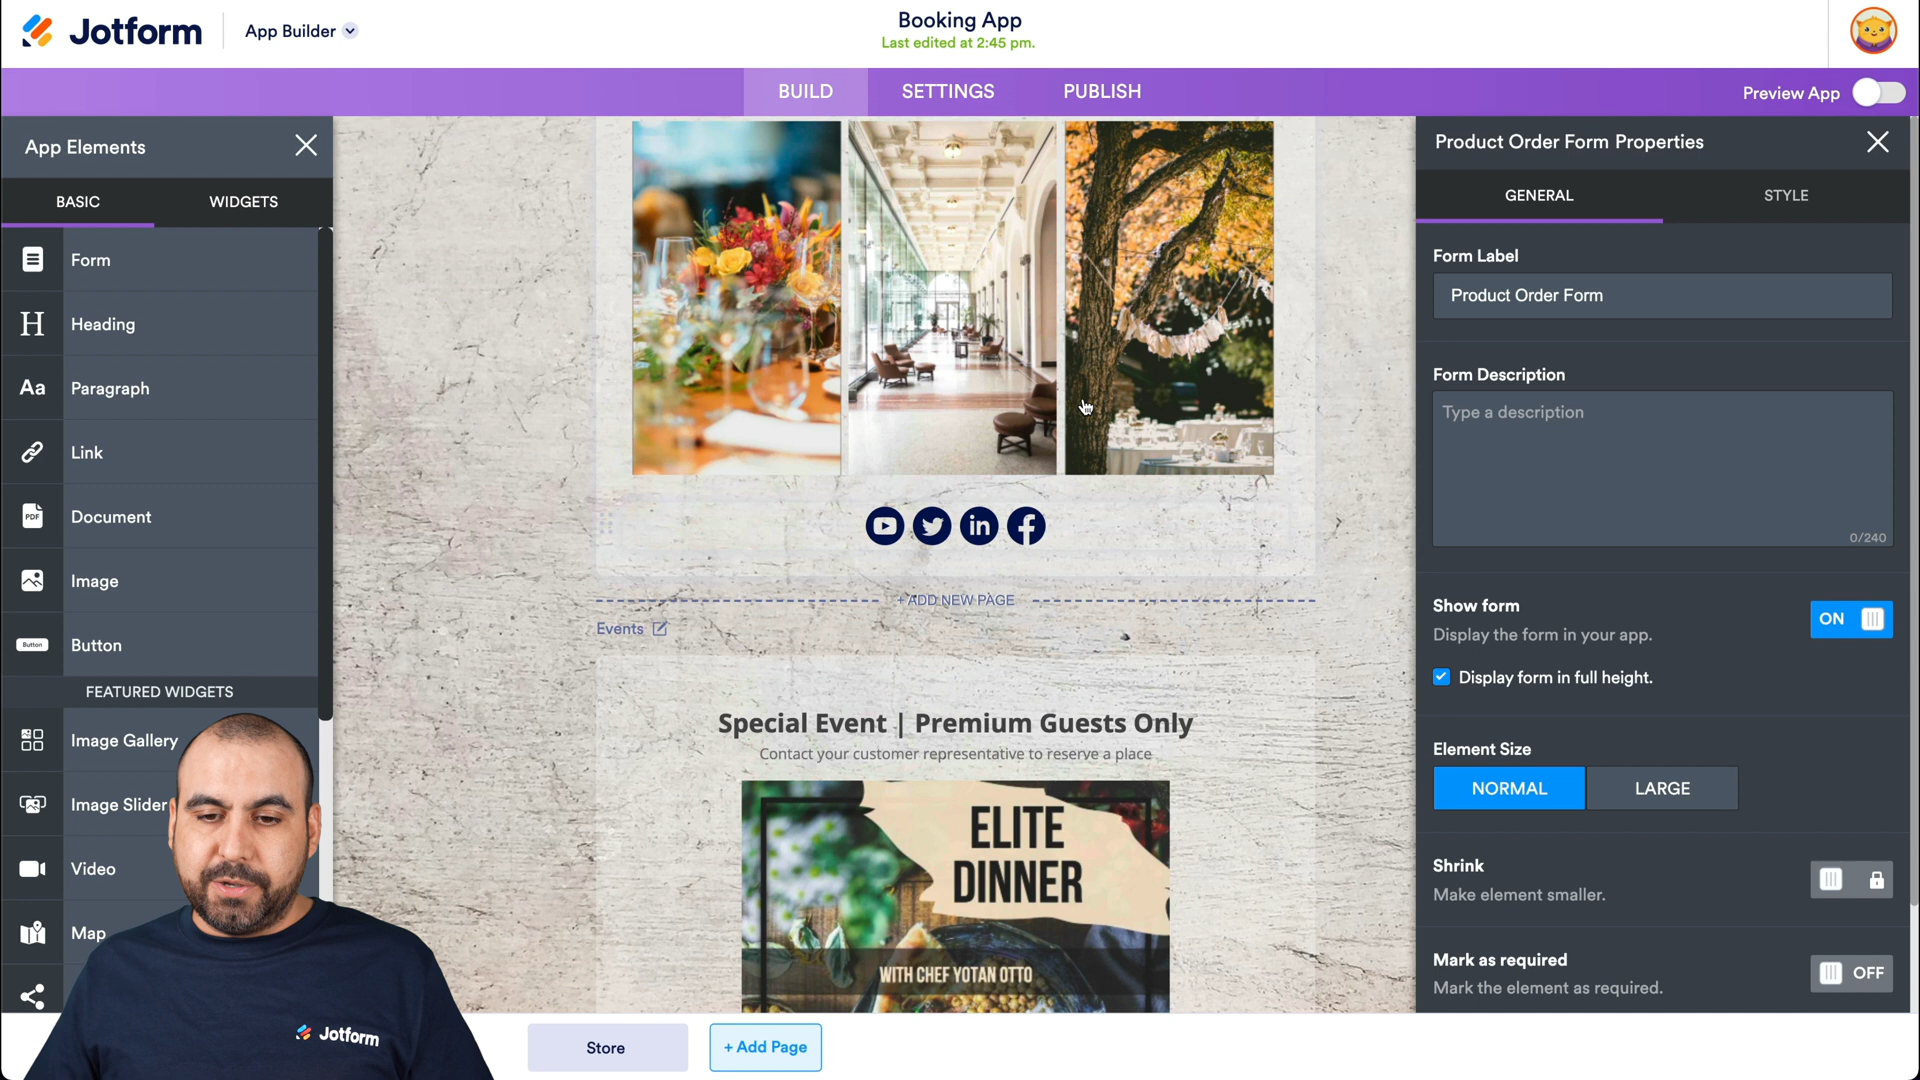 Jotform
App Builder
Booking App
Last edited at 2:45 pm.
BUILD
SETTINGS
PUBLISH
Preview App
App Elements
BASIC
WIDGETS
Form
H
Heading
Aa
Paragraph
Link
PDF
Document
Image
Button
Button
FEATURED WIDGETS
Image Gallery
Image Slider
Video
Map
Jotform
+ ADD NEW PAGE
Events
Special Event | Premium Guests Only
Contact your customer representative to reserve a place
ELITE
DINNER
WITH CHEF YOTAN OTTO
Store
+ Add Page
Product Order Form Properties
GENERAL
STYLE
Form Label
Product Order Form
Form Description
Type a description
0/240
Show form
Display the form in your app.
ON
Display form in full height.
Element Size
NORMAL
LARGE
Shrink
Make element smaller.
Mark as required
Mark the element as required.
OFF